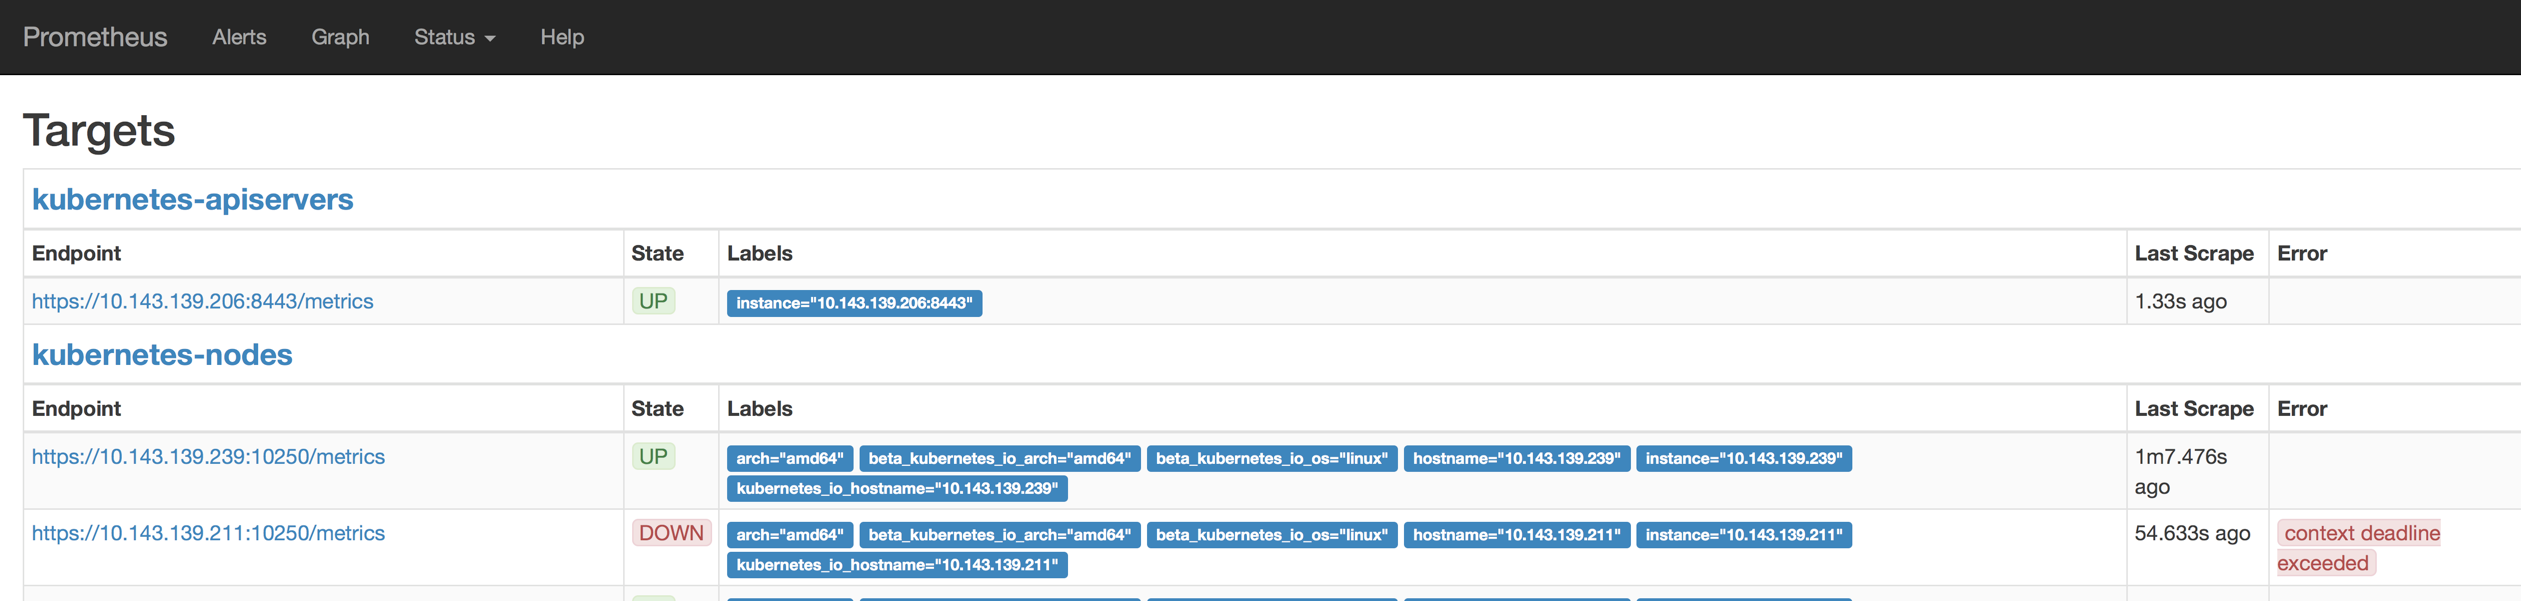 Prometheus Alerts Graph Status Help
Targets
kubernetes-apiservers
Endpoint State Labels Last Scrape Error
https://10.143.139.206:8443/metrics UP instance="10.143.139.206:8443" 1.33s ago
kubernetes-nodes
Endpoint State Labels Last Scrape Error
https://10.143.139.239:10250/metrics UP arch="amd64" beta_kubernetes_io_arch="amd64" beta_kubernetes_io_os="linux" hostname="10.143.139.239" instance="10.143.139.239" 1m7.476s
kubernetes_io_hostname="10.143.139.239" ago
https://10.143.139.211:10250/metrics DOWN arch="amd64" beta_kubernetes_io_arch="amd64" beta_kubernetes_io_os="linux" hostname="10.143.139.211" instance="10.143.139.211" 54.633s ago context deadline
kubernetes_io_hostname="10.143.139.211" exceeded